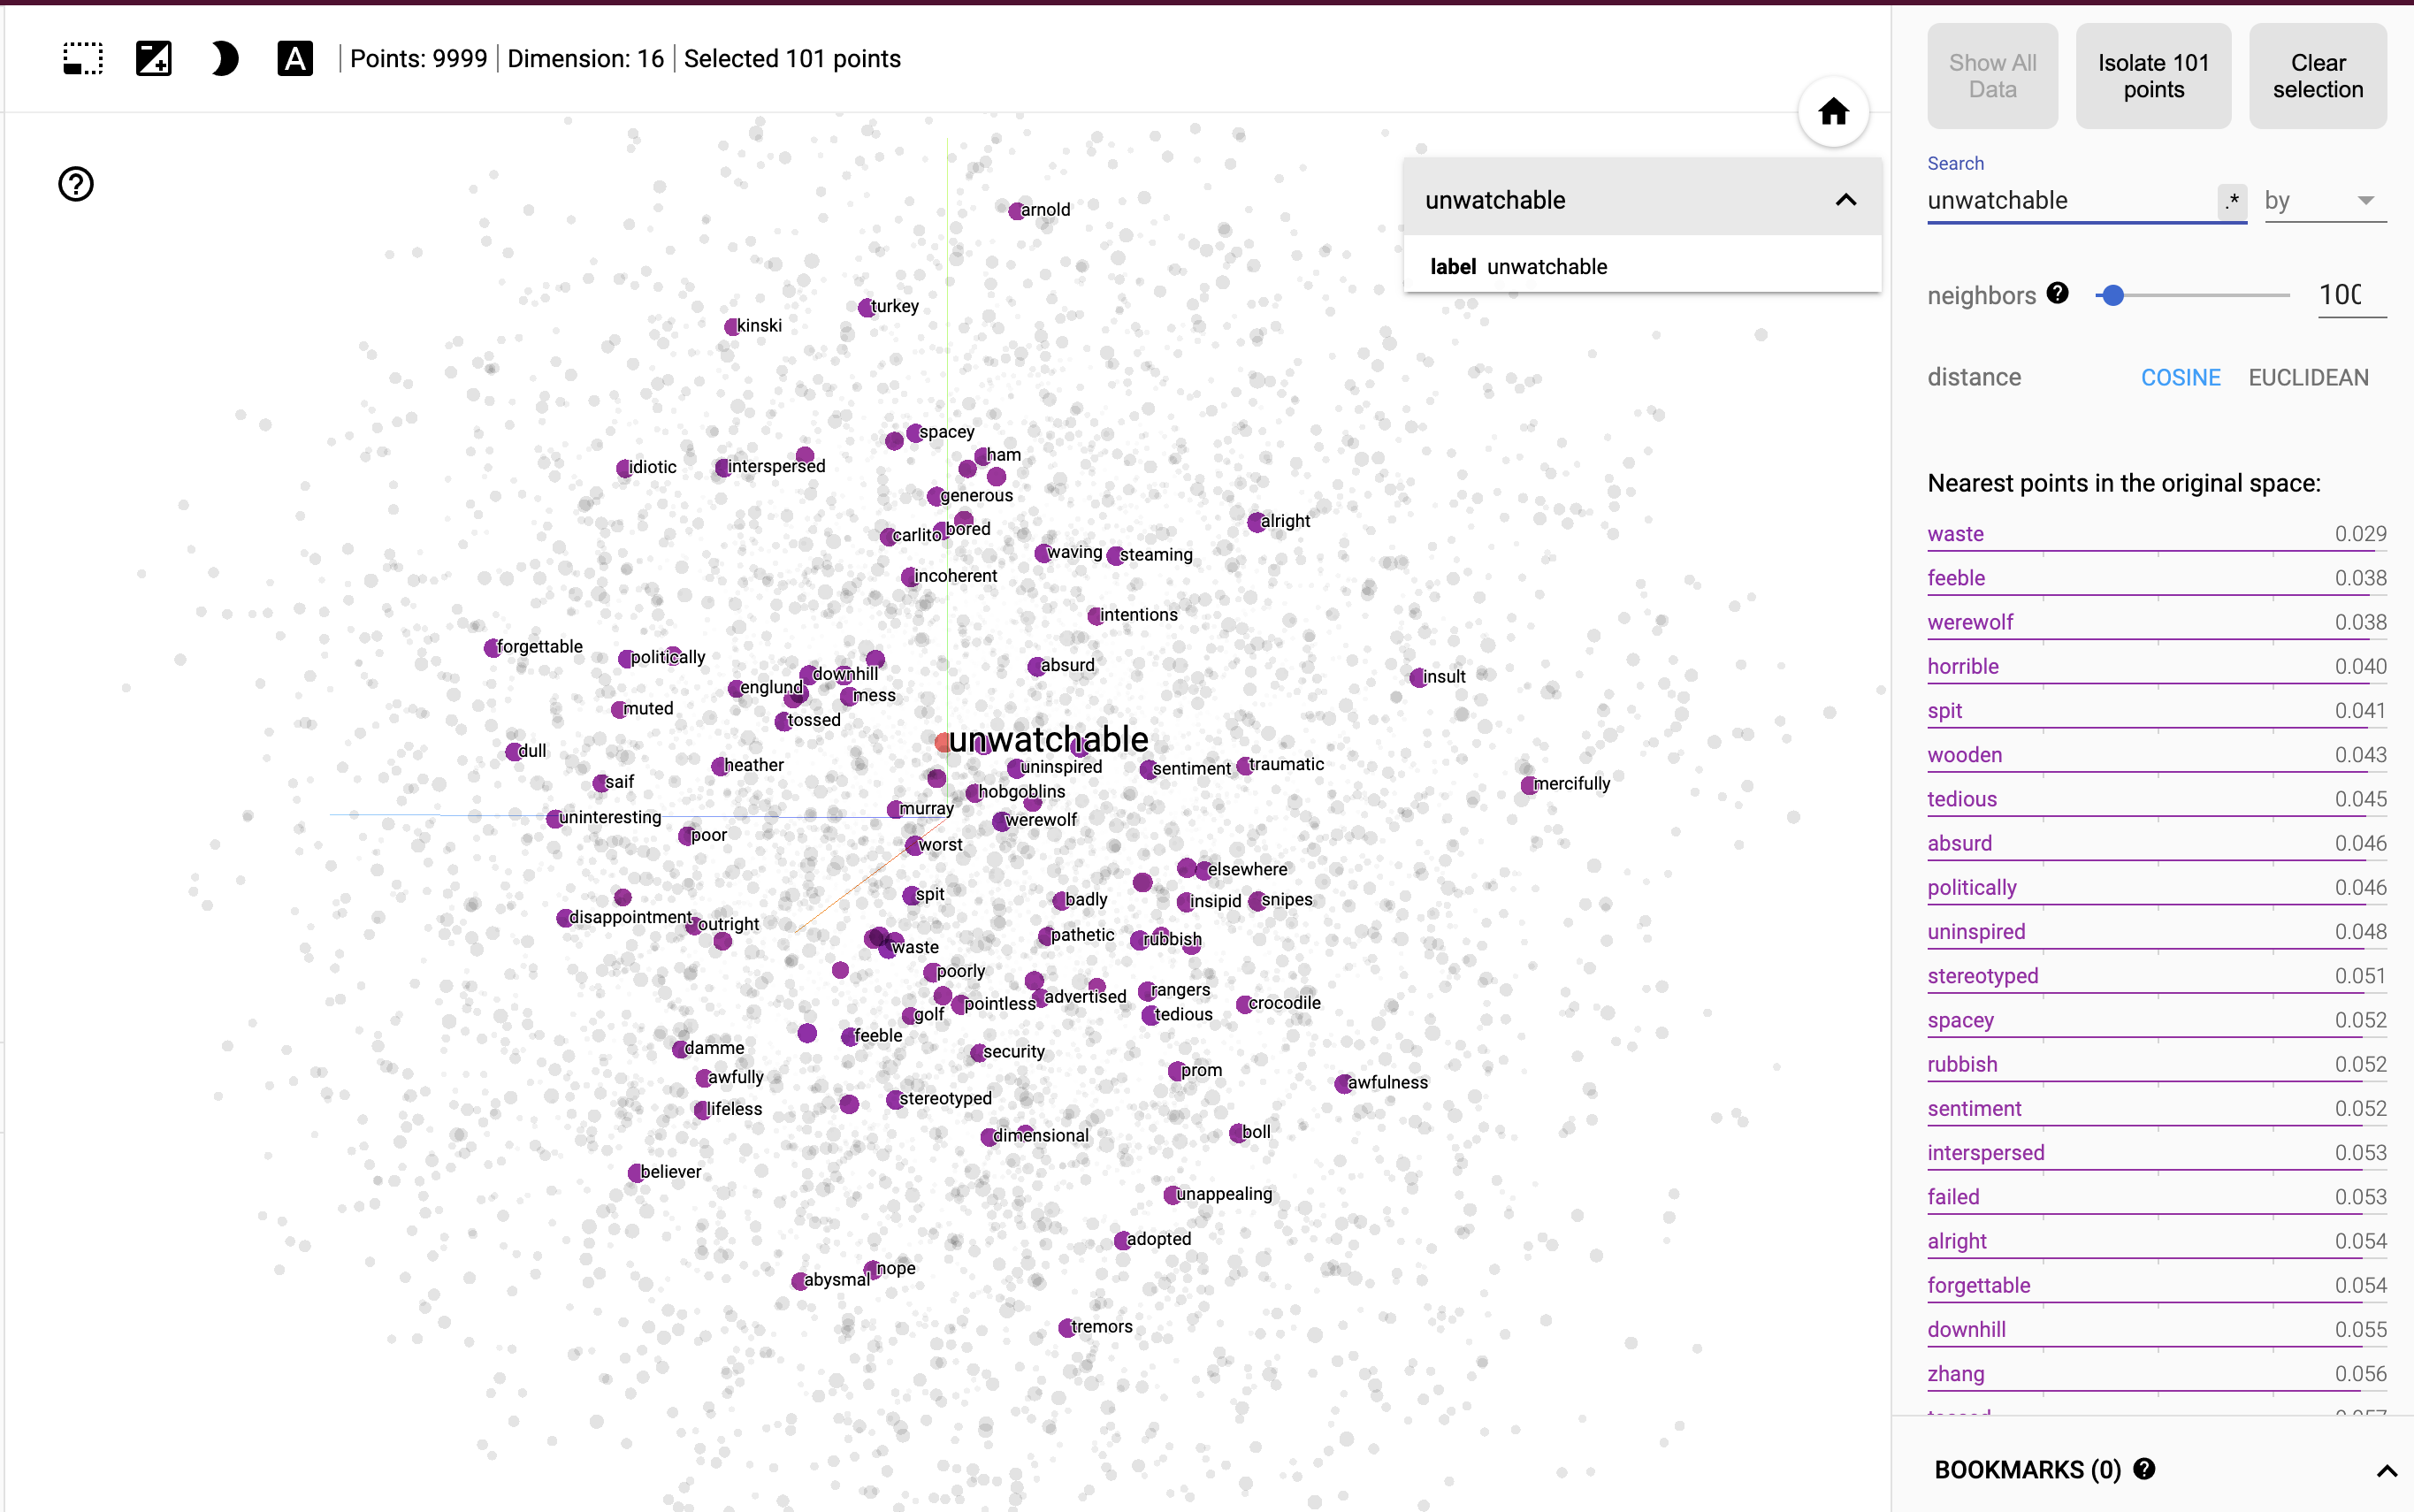 A Points: 9999 | Dimension: 16 | Selected 101 points
Show All Data
Isolate 101 points
Clear selection
Search
unwatchable .* by
neighbors 100
distance COSINE EUCLIDEAN
Nearest points in the original space:
waste 0.029
feeble 0.038
werewolf 0.038
horrible 0.040
spit 0.041
wooden 0.043
tedious 0.045
absurd 0.046
politically 0.046
uninspired 0.048
stereotyped 0.051
spacey 0.052
rubbish 0.052
sentiment 0.052
interspersed 0.053
failed 0.053
alright 0.054
forgettable 0.054
downhill 0.055
zhang 0.056
BOOKMARKS (0)
unwatchable
label unwatchable
arnold
turkey
kinski
spacey
ham
idiotic
interspersed
generous
alright
carlito
bored
waving
steaming
incoherent
intentions
forgettable
politically
absurd
downhill
insult
englund
mess
muted
tossed
unwatchable
dull
heather
uninspired
sentiment
traumatic
saif
mercifully
hobgoblins
murray
uninteresting
werewolf
poor
worst
elsewhere
spit
badly
insipid
snipes
disappointment
outright
pathetic
rubbish
waste
poorly
rangers
pointless
advertised
crocodile
golf
tedious
feeble
damme
security
prom
awfully
awfulness
stereotyped
lifeless
dimensional
boll
believer
unappealing
adopted
nope
abysmal
tremors